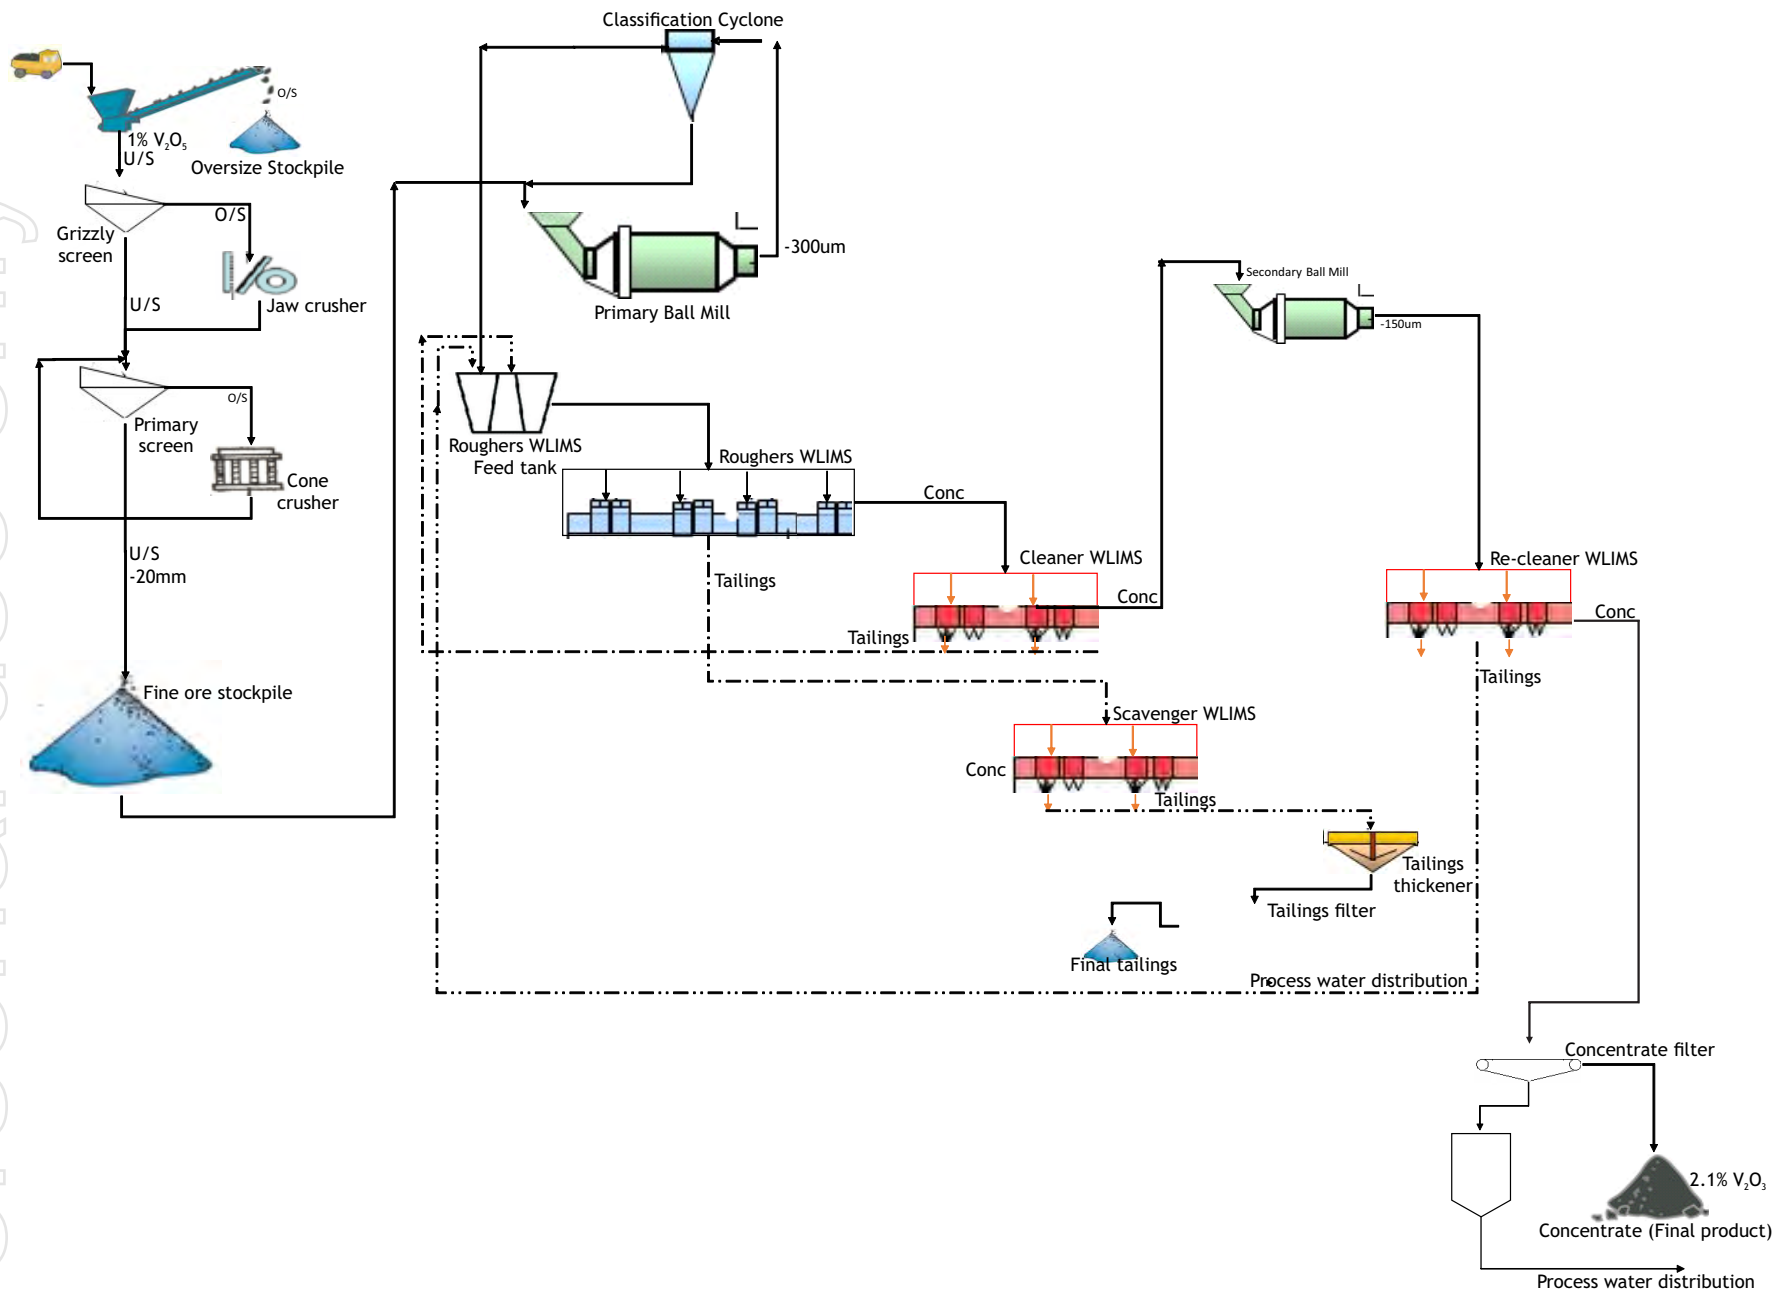 Classification Cyclone
O/S
1% V₂O₅
U/S
Oversize Stockpile
O/S
Grizzly
screen
-300um
Secondary Ball Mill
U/S
Jaw crusher
Primary Ball Mill
-150um
O/S
Primary
screen
Roughers WLIMS
Feed tank
Roughers WLIMS
Cone
crusher
Conc
U/S
-20mm
Tailings
Cleaner WLIMS
Re-cleaner WLIMS
Conc
Conc
Tailings
Tailings
Fine ore stockpile
Scavenger WLIMS
Conc
Tailings
Tailings
thickener
Tailings filter
Final tailings
Process water distribution
Concentrate filter
2.1% V₂O₃
Concentrate (Final product)
Process water distribution